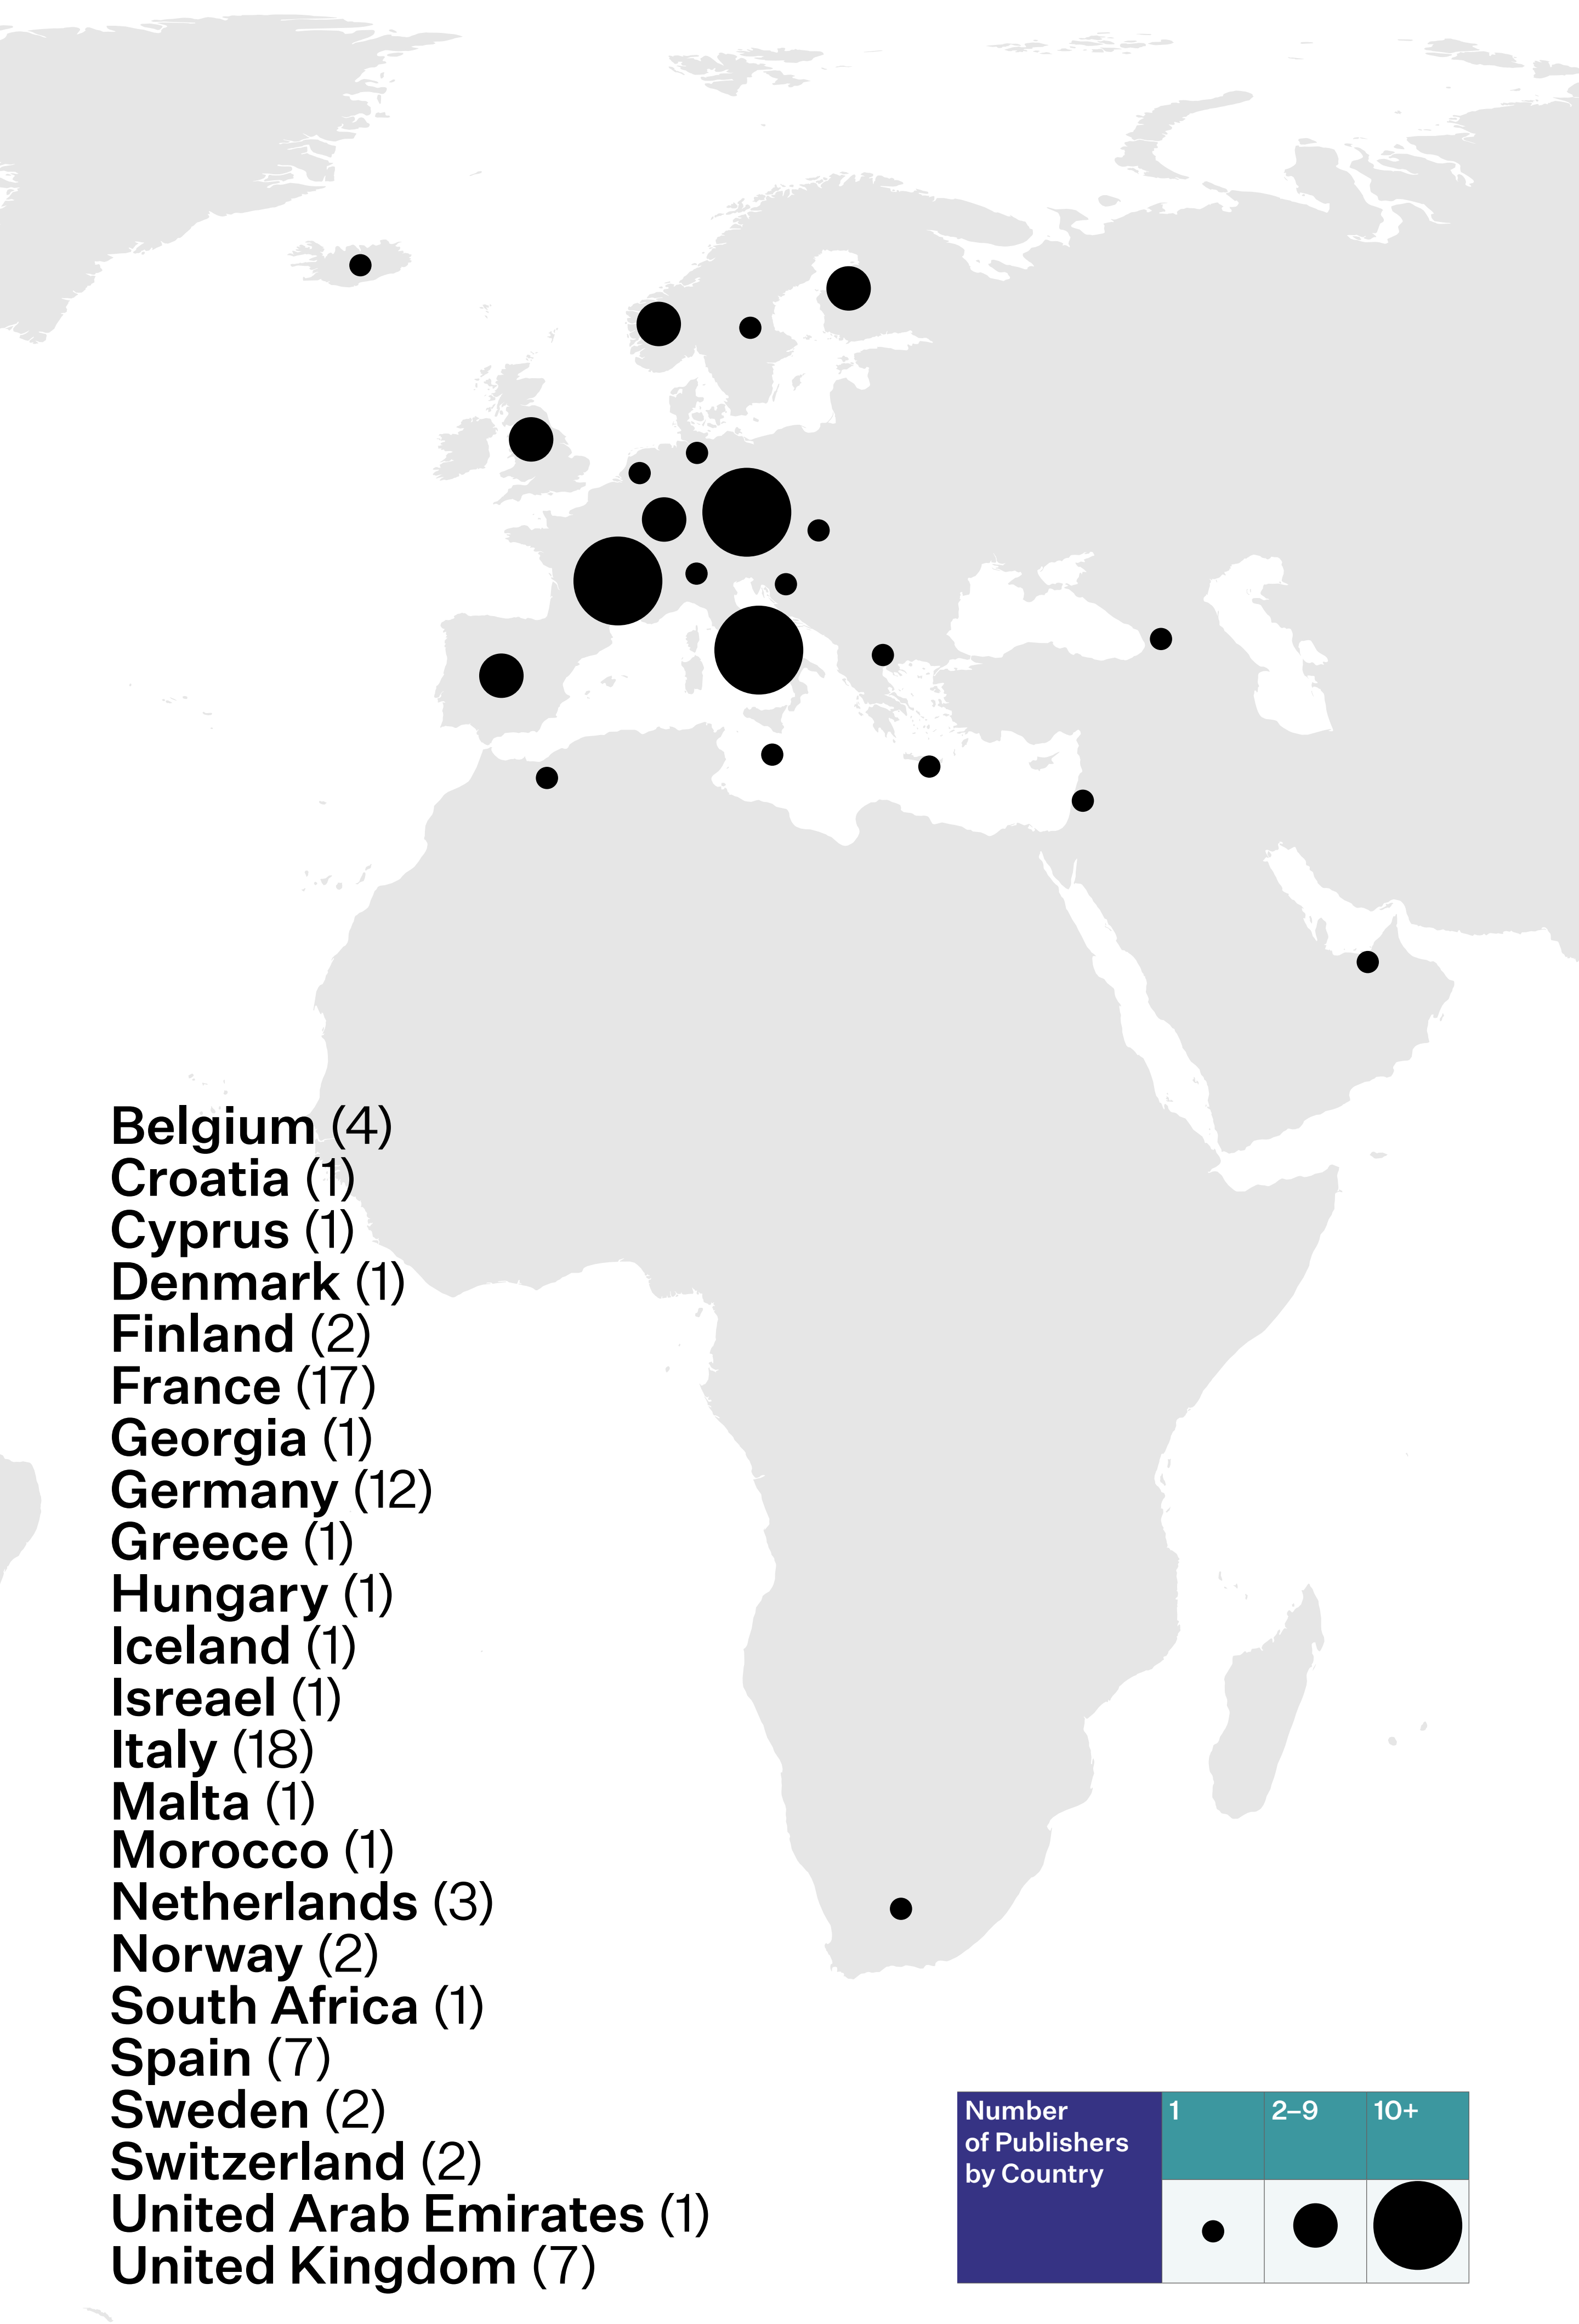 Belgium (4)
Croatia (1)
Cyprus (1)
Denmark (1)
Finland (2)
France (17)
Georgia (1)
Germany (12)
Greece (1)
Hungary (1)
Iceland (1)
Isreael (1)
Italy (18)
Malta (1)
Morocco (1)
Netherlands (3)
Norway (2)
South Africa (1)
Spain (7)
Sweden (2)
Switzerland (2)
United Arab Emirates (1)
United Kingdom (7)
Number
of Publishers
by Country
1
2–9
10+